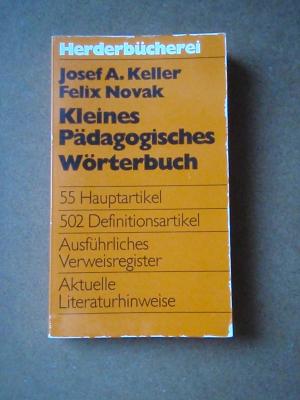 Herderbücherei
Josef A. Keller
Felix Novak
Kleines
Pädagogisches
Wörterbuch
55 Hauptartikel
502 Definitionsartikel
Ausführliches
Verweisregister
Aktuelle
Literaturhinweise